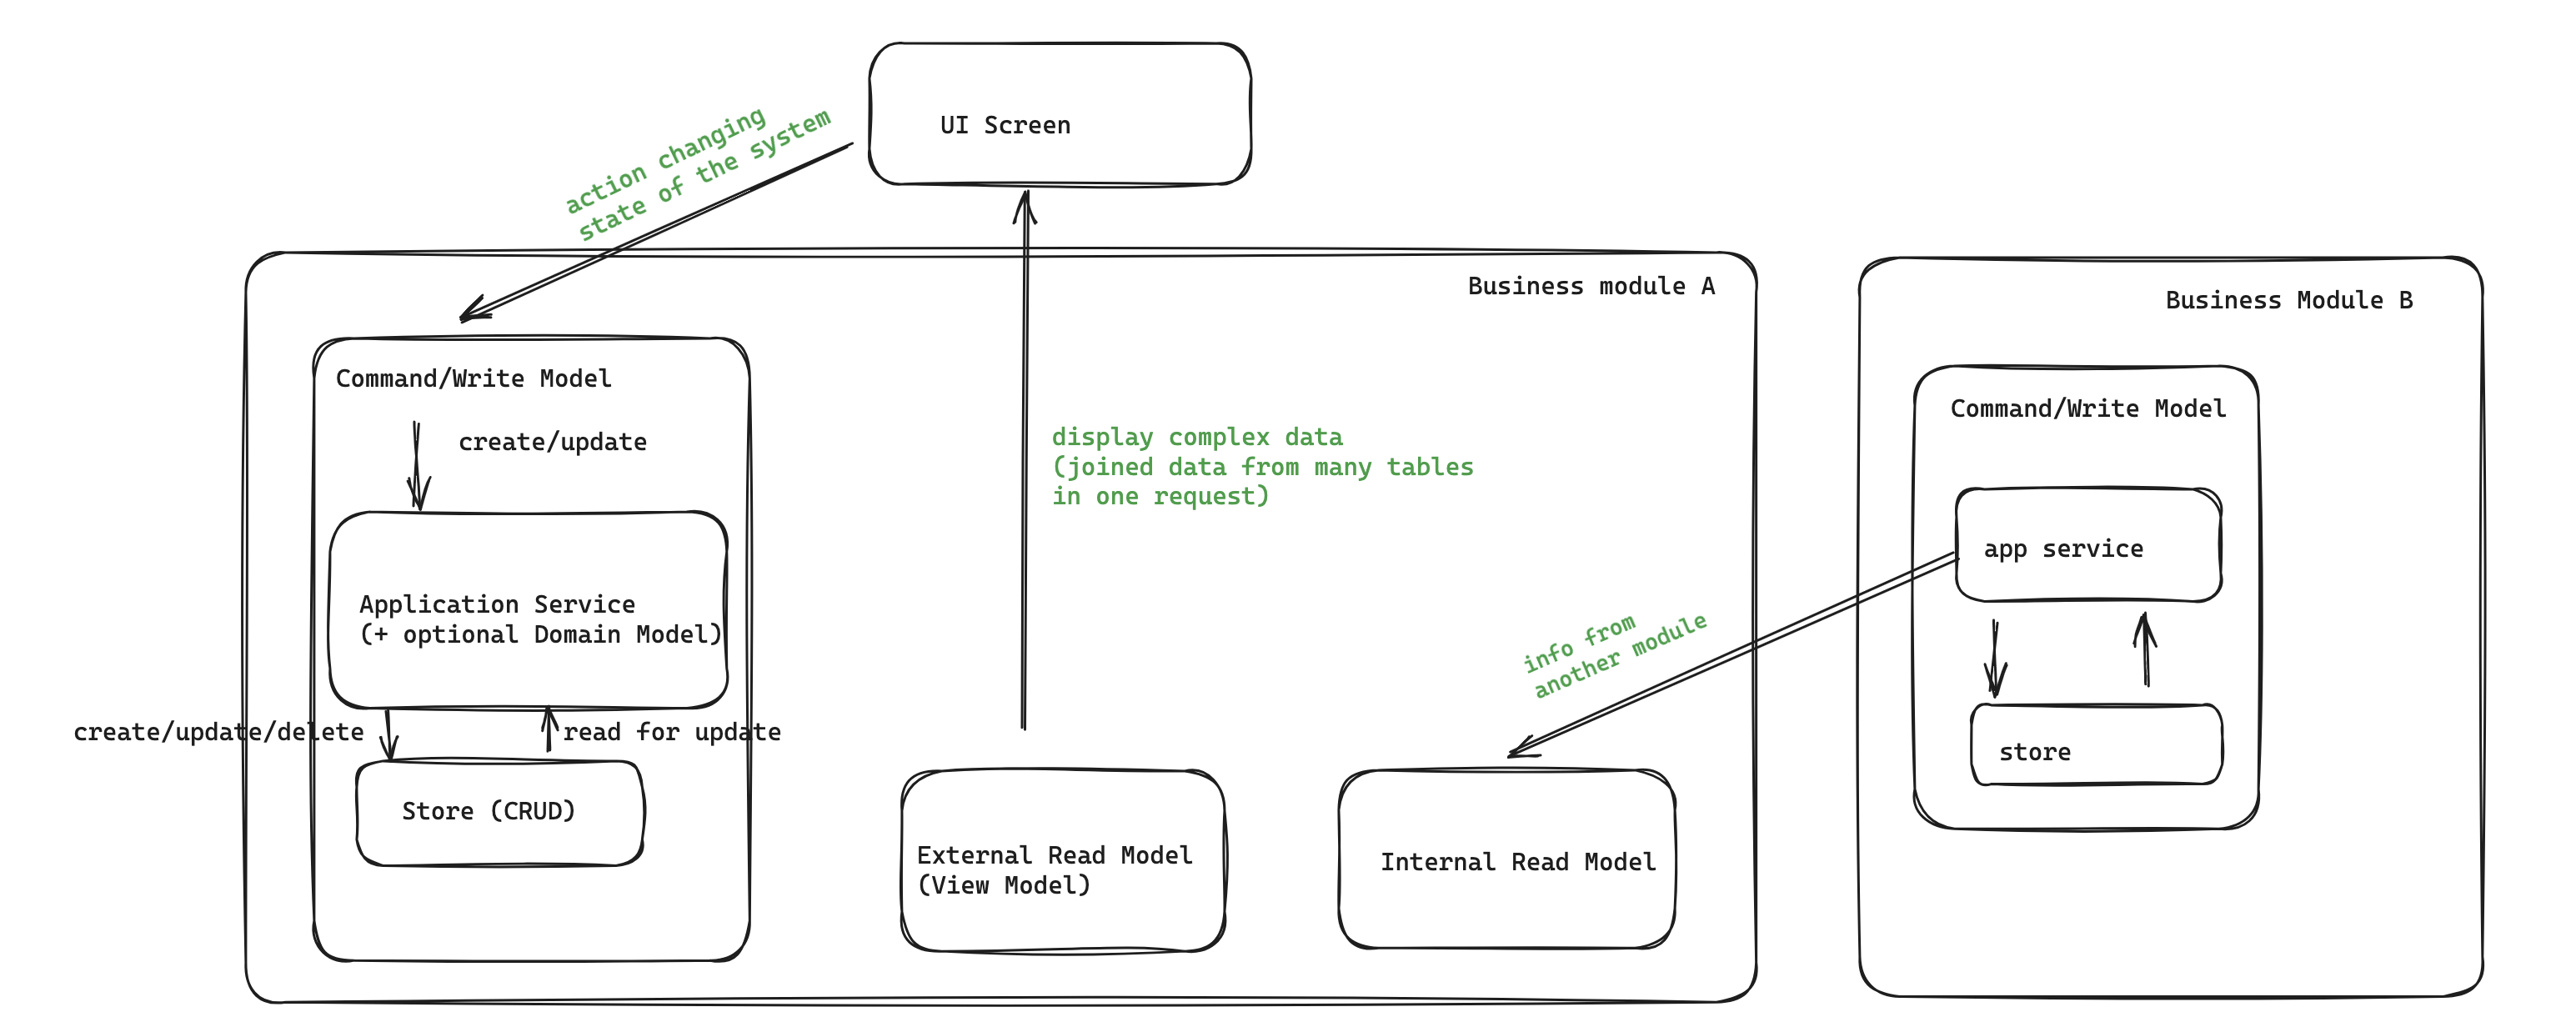 UI Screen
action changing
state of the system
Business module A
Business Module B
Command/Write Model
create/update
Application Service
(+ optional Domain Model)
create/update/delete
read for update
Store (CRUD)
display complex data
(joined data from many tables
in one request)
External Read Model
(View Model)
info from
another module
Internal Read Model
Command/Write Model
app service
store